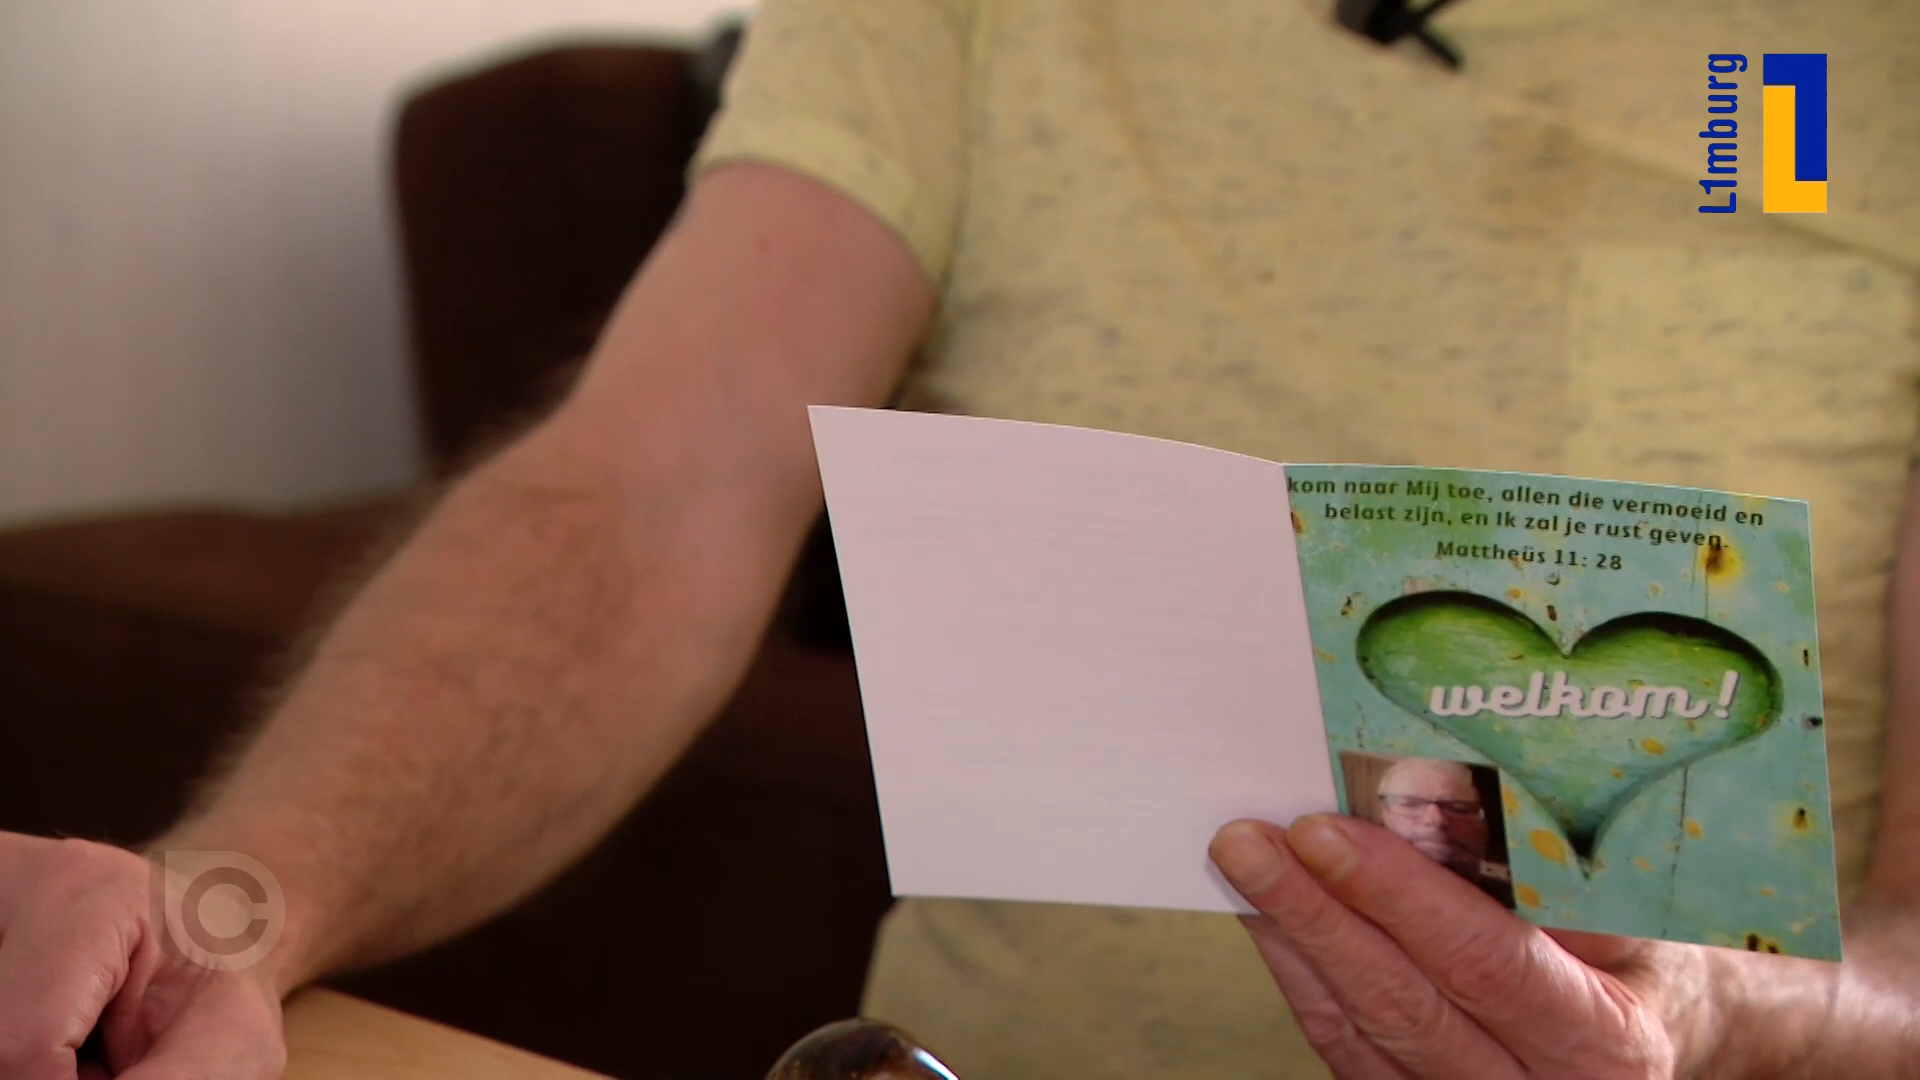 L1mburg
kom naar Mij toe, allen die vermoeid en
belast zijn, en Ik zal je rust geven.
Mattheüs 11: 28
welkom!